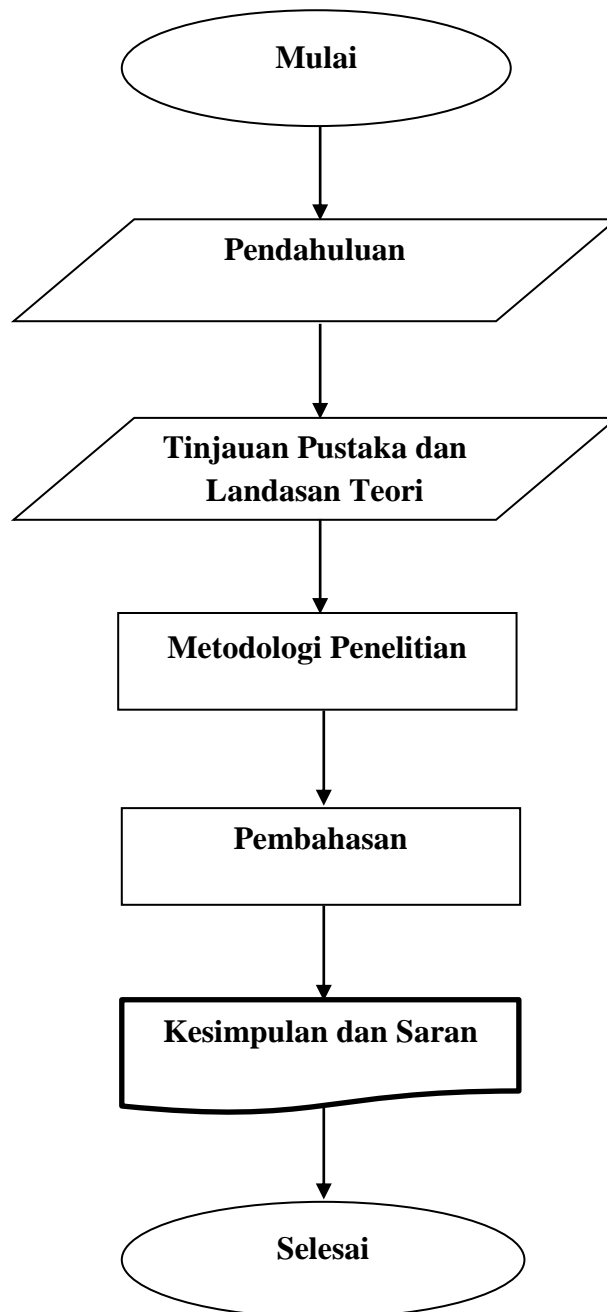 Mulai
Pendahuluan
Tinjauan Pustaka dan
Landasan Teori
Metodologi Penelitian
Pembahasan
Kesimpulan dan Saran
Selesai